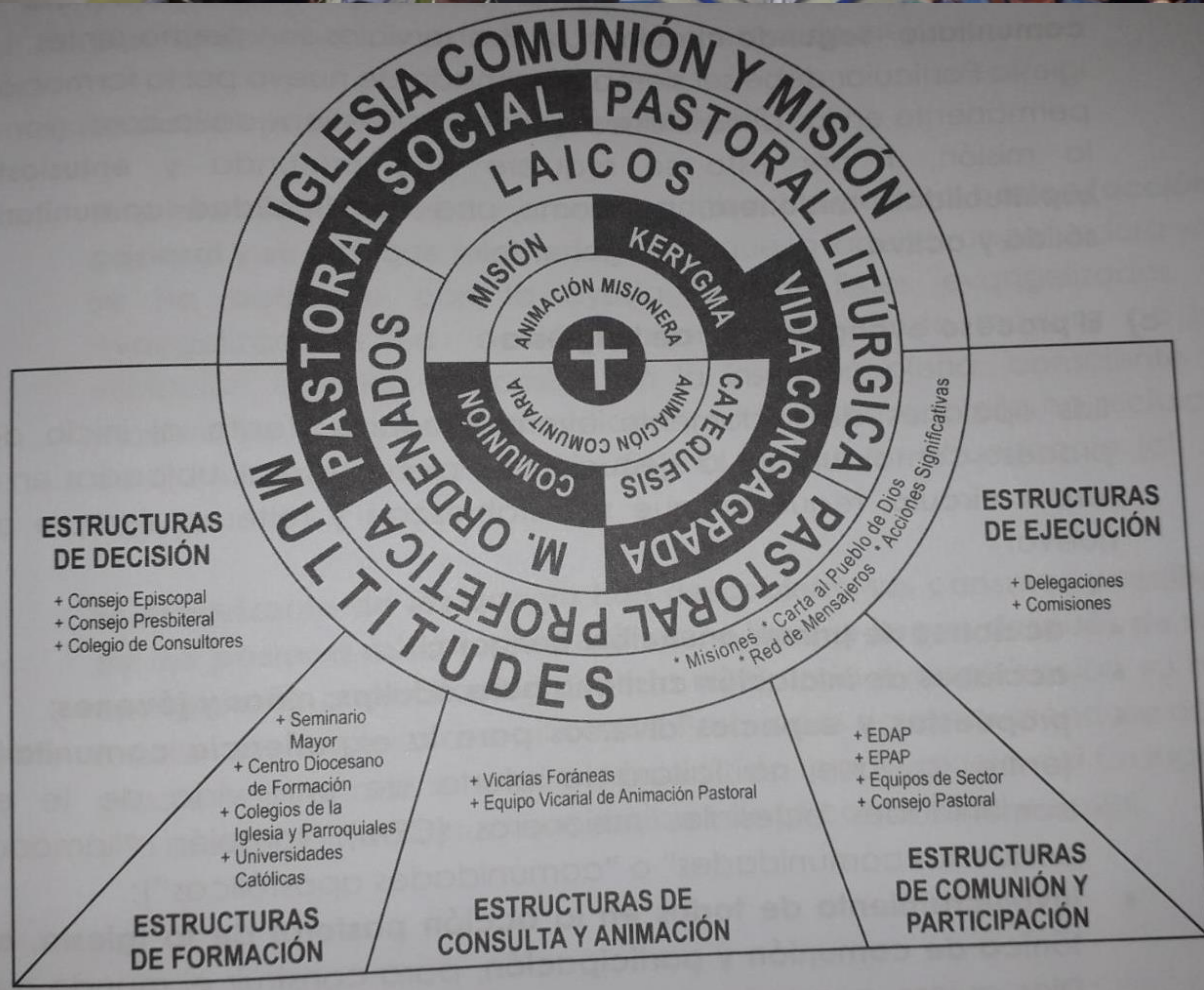 IGLESIA COMUNIÓN Y MISIÓN
PASTORAL SOCIAL
PASTORAL LITÚRGICA
PASTORAL PROFÉTICA
LAICOS
VIDA CONSAGRADA
M. ORDENADOS
MISIÓN
KERYGMA
CATEQUESIS
COMUNIÓN
ANIMACIÓN MISIONERA
ANIMACIÓN COMUNITARIA
MULTITUDES
* Misiones * Carta al Pueblo de Dios
* Red de Mensajeros * Acciones Significativas
ESTRUCTURAS
DE DECISIÓN
+ Consejo Episcopal
+ Consejo Presbiteral
+ Colegio de Consultores
ESTRUCTURAS
DE EJECUCIÓN
+ Delegaciones
+ Comisiones
+ Seminario
Mayor
+ Centro Diocesano
de Formación
+ Colegios de la
Iglesia y Parroquiales
+ Universidades
Católicas
ESTRUCTURAS
DE FORMACIÓN
+ Vicarías Foráneas
+ Equipo Vicarial de Animación Pastoral
ESTRUCTURAS DE
CONSULTA Y ANIMACIÓN
+ EDAP
+ EPAP
+ Equipos de Sector
+ Consejo Pastoral
ESTRUCTURAS
DE COMUNIÓN Y
PARTICIPACIÓN